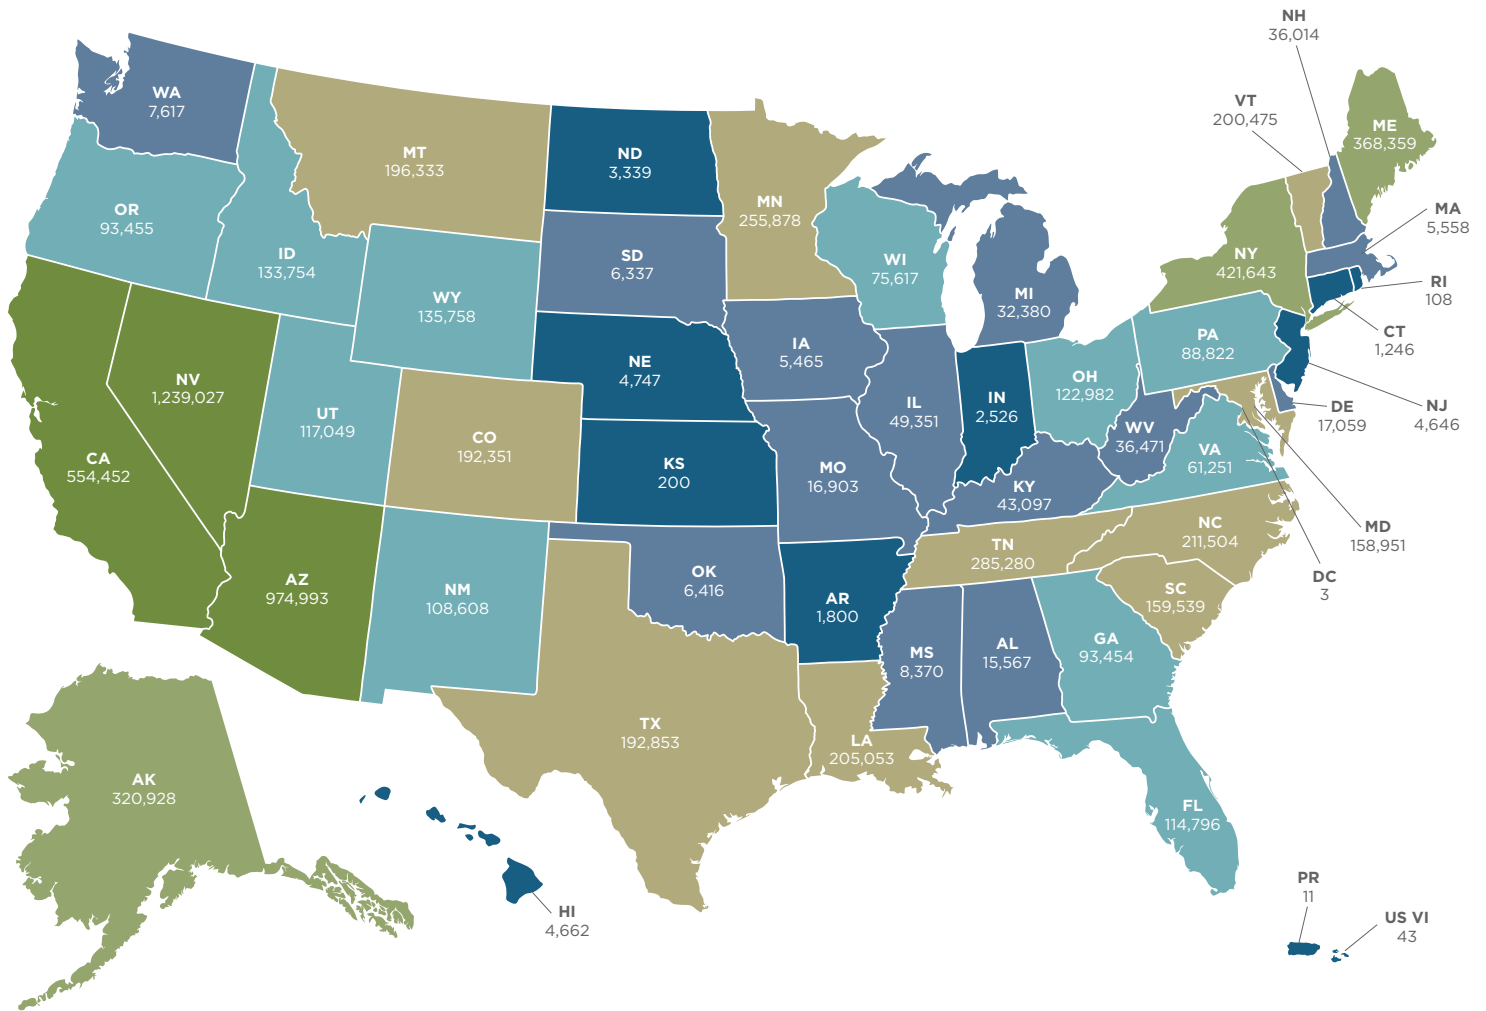 NH
36,014
VT
200,475
ME
368,359
WA
7,617
MT
196,333
ND
3,339
MN
255,878
OR
93,455
ID
133,754
SD
6,337
WI
75,617
NY
421,643
MA
5,558
RI
108
CT
1,246
WY
135,758
MI
32,380
PA
88,822
IA
5,465
NE
4,747
NV
1,239,027
UT
117,049
CO
192,351
IL
49,351
IN
2,526
OH
122,982
DE
17,059
NJ
4,646
WV
36,471
VA
61,251
CA
554,452
KS
200
MO
16,903
KY
43,097
MD
158,951
NC
211,504
TN
285,280
DC
3
AZ
974,993
NM
108,608
OK
6,416
AR
1,800
SC
159,539
MS
8,370
AL
15,567
GA
93,454
TX
192,853
LA
205,053
AK
320,928
FL
114,796
HI
4,662
PR
11
US VI
43